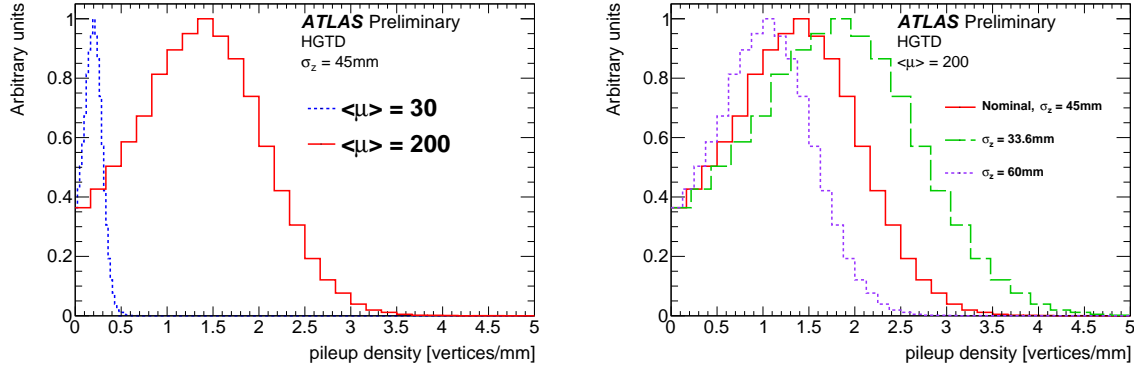 ATLAS Preliminary
HGTD
σz = 45mm
<μ> = 30
<μ> = 200
Arbitrary units
1
0.8
0.6
0.4
0.2
0
0 0.5 1 1.5 2 2.5 3 3.5 4 4.5 5
pileup density [vertices/mm]
ATLAS Preliminary
HGTD
<μ> = 200
Nominal, σz = 45mm
σz = 33.6mm
σz = 60mm
Arbitrary units
1
0.8
0.6
0.4
0.2
0
0 0.5 1 1.5 2 2.5 3 3.5 4 4.5 5
pileup density [vertices/mm]